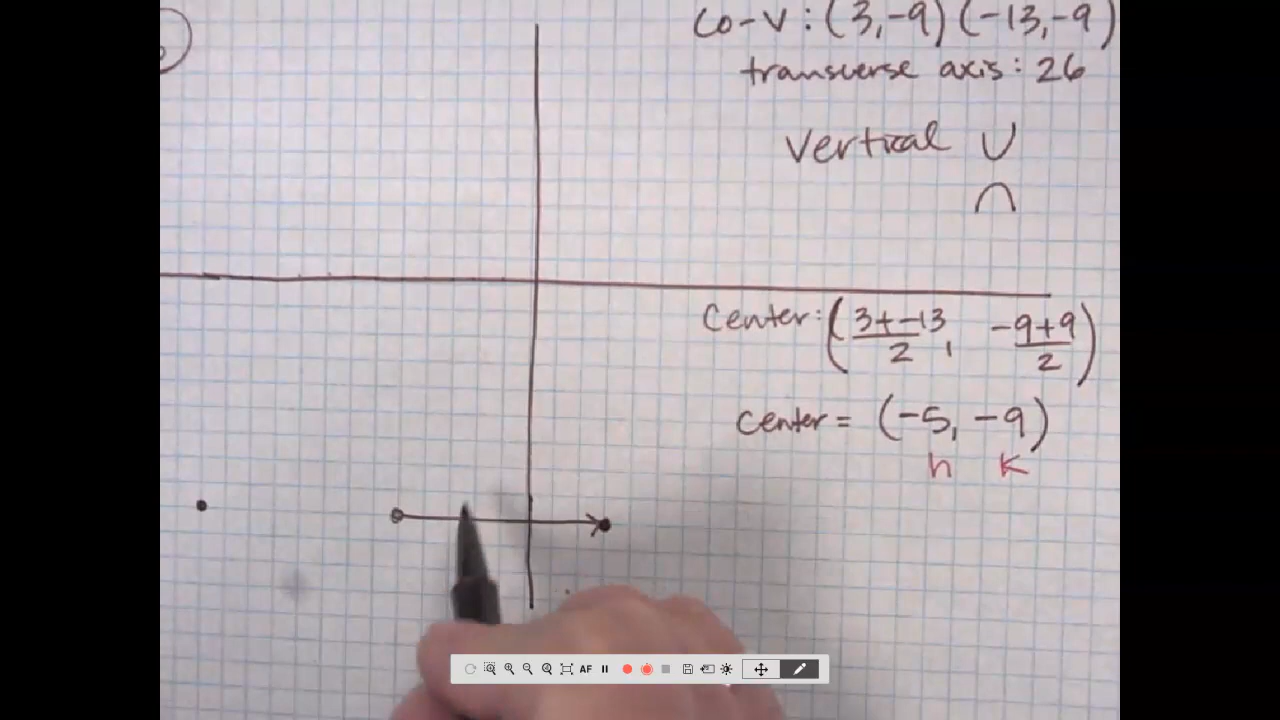 Co-V : (3,-9) (-13,-9)
transverse axis: 26
Vertical
Center: (3+-13/2, -9+9/2)
center = (-5, -9)
h K
AF